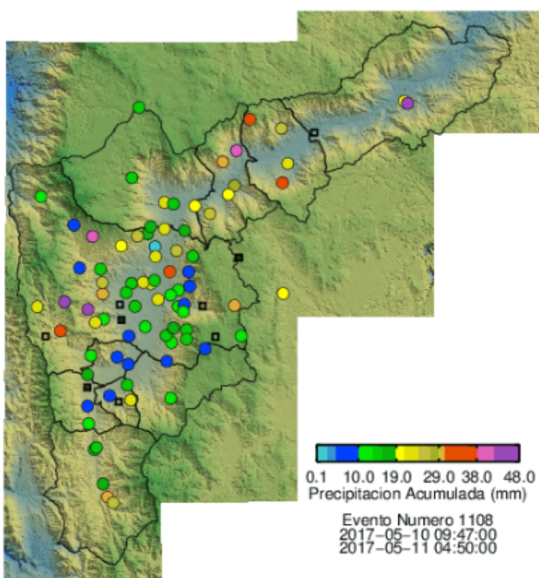 0.1 10.0 19.0 29.0 38.0 48.0
Precipitacion Acumulada (mm)
Evento Numero 1108
2017-05-10 09:47:00
2017-05-11 04:50:00